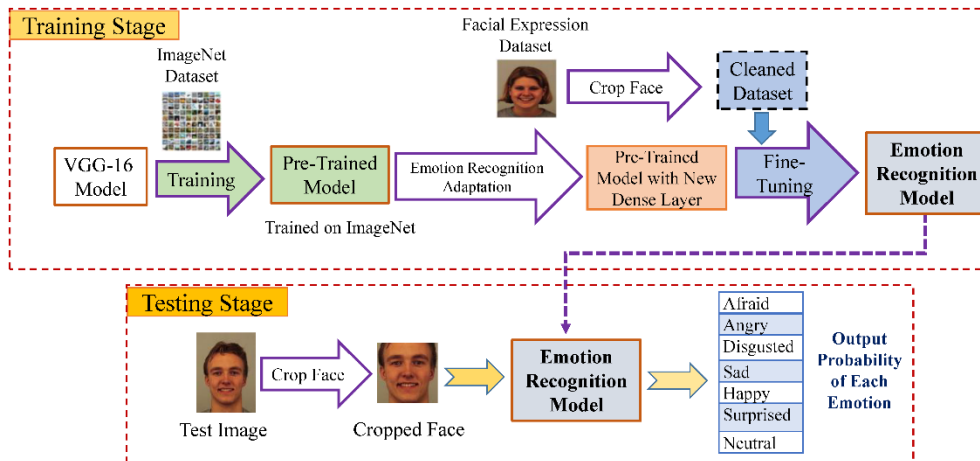 Training Stage
ImageNet
Dataset
Facial Expression
Dataset
Crop Face
Cleaned
Dataset
VGG-16
Model
Training
Pre-Trained
Model
Trained on ImageNet
Emotion Recognition
Adaptation
Pre-Trained
Model with New
Dense Layer
Fine-
Tuning
Emotion
Recognition
Model
Testing Stage
Test Image
Crop Face
Cropped Face
Emotion
Recognition
Model
Afraid
Angry
Disgusted
Sad
Happy
Surprised
Neutral
Output
Probability
of Each
Emotion